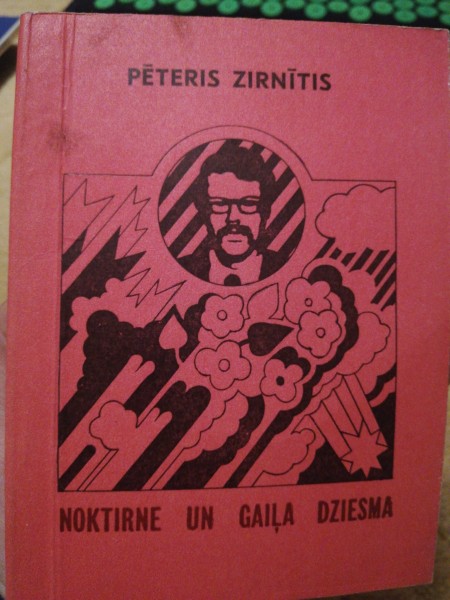 PĒTERIS ZIRNĪTIS
NOKTIRNE UN GAIĻA DZIESMA